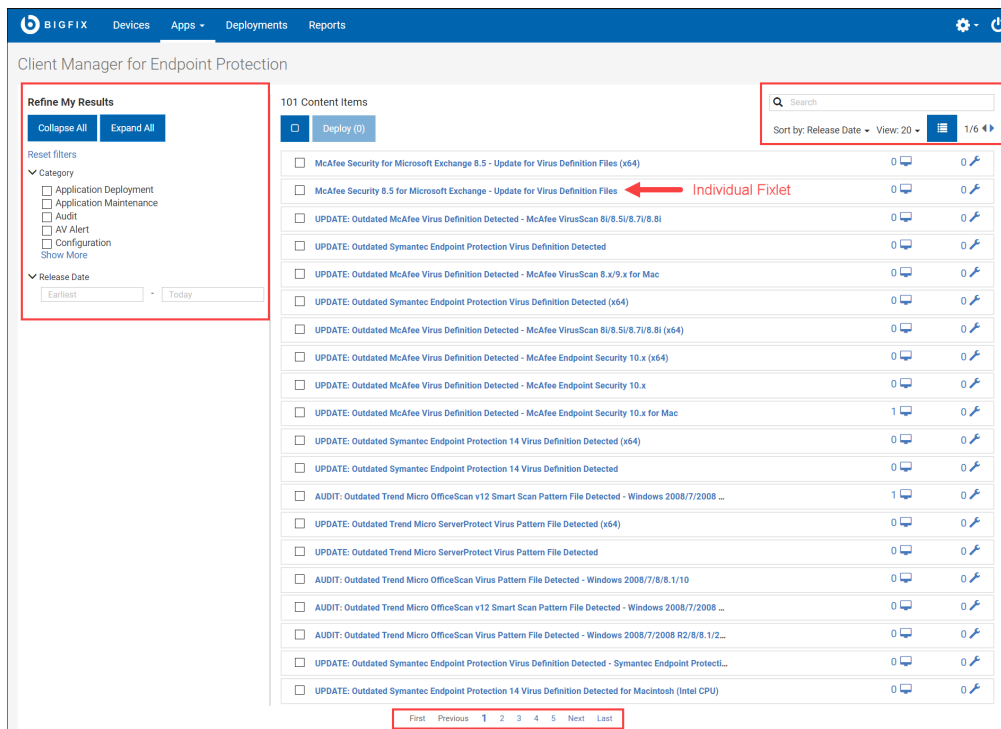 BIGFIX Devices Apps Deployments Reports
Client Manager for Endpoint Protection
Refine My Results
Collapse All Expand All
Reset filters
Category
Application Deployment
Application Maintenance
Audit
AV Alert
Configuration
Show More
Release Date
Earliest - Today
101 Content Items
Search
Deploy (0)
Sort by: Release Date View: 20 1/6
McAfee Security for Microsoft Exchange 8.5 - Update for Virus Definition Files (x64) 0 0
McAfee Security 8.5 for Microsoft Exchange - Update for Virus Definition Files Individual Fixlet 0 0
UPDATE: Outdated McAfee Virus Definition Detected - McAfee VirusScan 8i/8.5i/8.7i/8.8i 0 0
UPDATE: Outdated Symantec Endpoint Protection Virus Definition Detected 0 0
UPDATE: Outdated McAfee Virus Definition Detected - McAfee VirusScan 8.x/9.x for Mac 0 0
UPDATE: Outdated Symantec Endpoint Protection Virus Definition Detected (x64) 0 0
UPDATE: Outdated McAfee Virus Definition Detected - McAfee VirusScan 8i/8.5i/8.7i/8.8i (x64) 0 0
UPDATE: Outdated McAfee Virus Definition Detected - McAfee Endpoint Security 10.x (x64) 0 0
UPDATE: Outdated McAfee Virus Definition Detected - McAfee Endpoint Security 10.x 0 0
UPDATE: Outdated McAfee Virus Definition Detected - McAfee Endpoint Security 10.x for Mac 1 0
UPDATE: Outdated Symantec Endpoint Protection 14 Virus Definition Detected (x64) 0 0
UPDATE: Outdated Symantec Endpoint Protection 14 Virus Definition Detected 0 0
AUDIT: Outdated Trend Micro OfficeScan v12 Smart Scan Pattern File Detected - Windows 2008/7/2008 ... 1 0
UPDATE: Outdated Trend Micro ServerProtect Virus Pattern File Detected (x64) 0 0
UPDATE: Outdated Trend Micro ServerProtect Virus Pattern File Detected 0 0
AUDIT: Outdated Trend Micro OfficeScan Virus Pattern File Detected - Windows 2008/7/8/8.1/10 0 0
AUDIT: Outdated Trend Micro OfficeScan v12 Smart Scan Pattern File Detected - Windows 2008/7/2008 ... 0 0
AUDIT: Outdated Trend Micro OfficeScan Virus Pattern File Detected - Windows 2008/7/2008 R2/8/8.1/2... 0 0
UPDATE: Outdated Symantec Endpoint Protection Virus Definition Detected - Symantec Endpoint Protecti... 0 0
UPDATE: Outdated Symantec Endpoint Protection 14 Virus Definition Detected for Macintosh (Intel CPU) 0 0
First Previous 1 2 3 4 5 Next Last